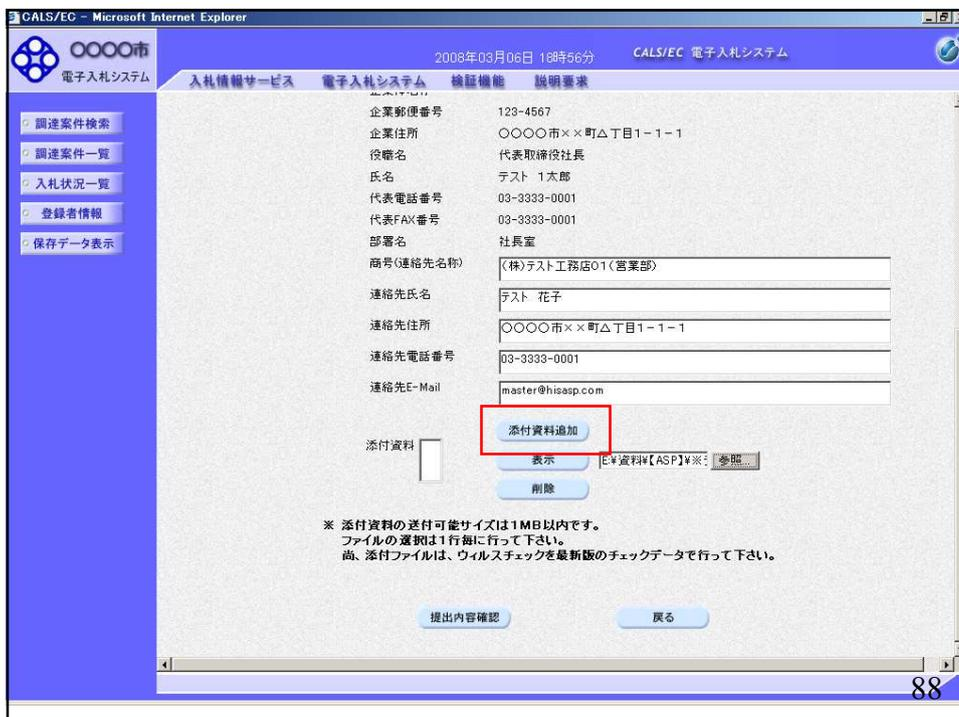 CALS/EC - Microsoft Internet Explorer
〇〇〇〇市
電子入札システム
2008年03月06日 18時56分
CALS/EC 電子入札システム
入札情報サービス 電子入札システム 検証機能 説明要求
調達案件検索
調達案件一覧
入札状況一覧
登録者情報
保存データ表示
企業郵便番号 123-4567
企業住所 〇〇〇〇市××町△丁目1-1-1
役職名 代表取締役社長
氏名 テスト 1太郎
代表電話番号 03-3333-0001
代表FAX番号 03-3333-0001
部署名 社長室
商号(連絡先名称) (株)テスト工務店01(営業部)
連絡先氏名 テスト 花子
連絡先住所 〇〇〇〇市××町△丁目1-1-1
連絡先電話番号 03-3333-0001
連絡先E-Mail master@hisasp.com
添付資料追加
添付資料
表示 E:¥資料¥【ASP】¥※ 参照...
削除
※ 添付資料の送付可能サイズは1MB以内です。
ファイルの選択は1行毎に行って下さい。
尚、添付ファイルは、ウィルスチェックを最新版のチェックデータで行って下さい。
提出内容確認 戻る
88